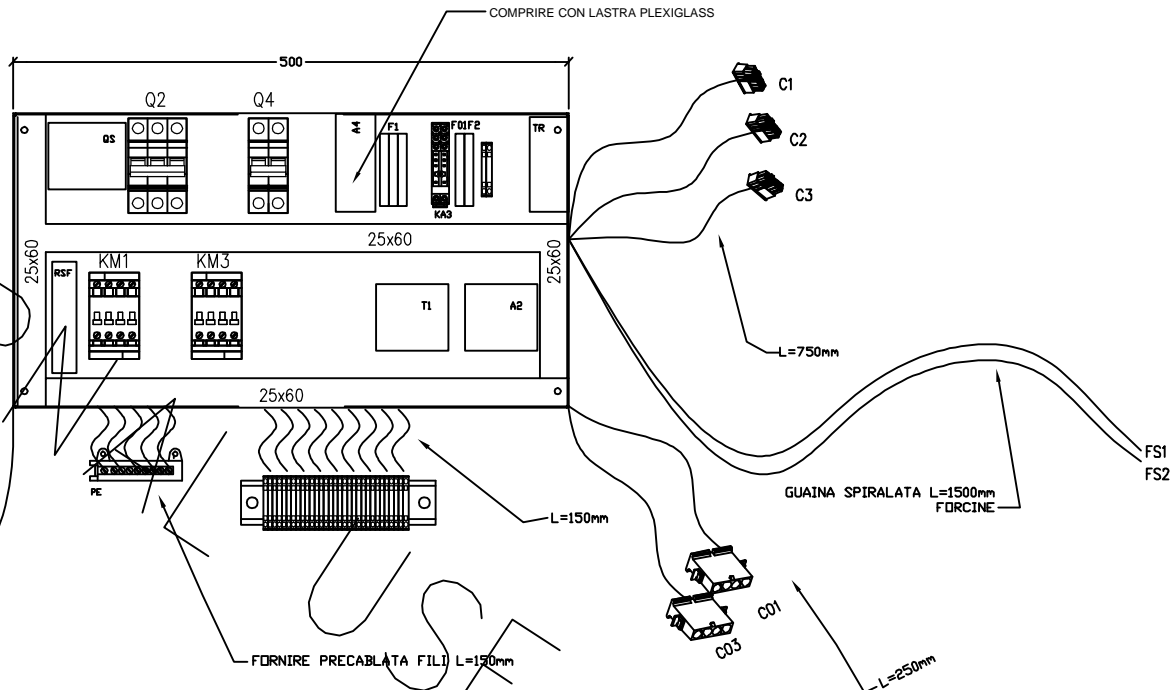 COMPRIRE CON LASTRA PLEXIGLASS
500
Q2
Q4
C1
C2
C3
QS
A4
F1
F01F2
TR
KA3
25x60
25x60
25x60
KM1
KM3
RSF
T1
A2
L=750mm
25x60
FS1
FS2
GUAINA SPIRALATA L=1500mm
FORCINE
PE
L=150mm
C01
C03
FORNIRE PRECABLATA FILI L=150mm
L=250mm